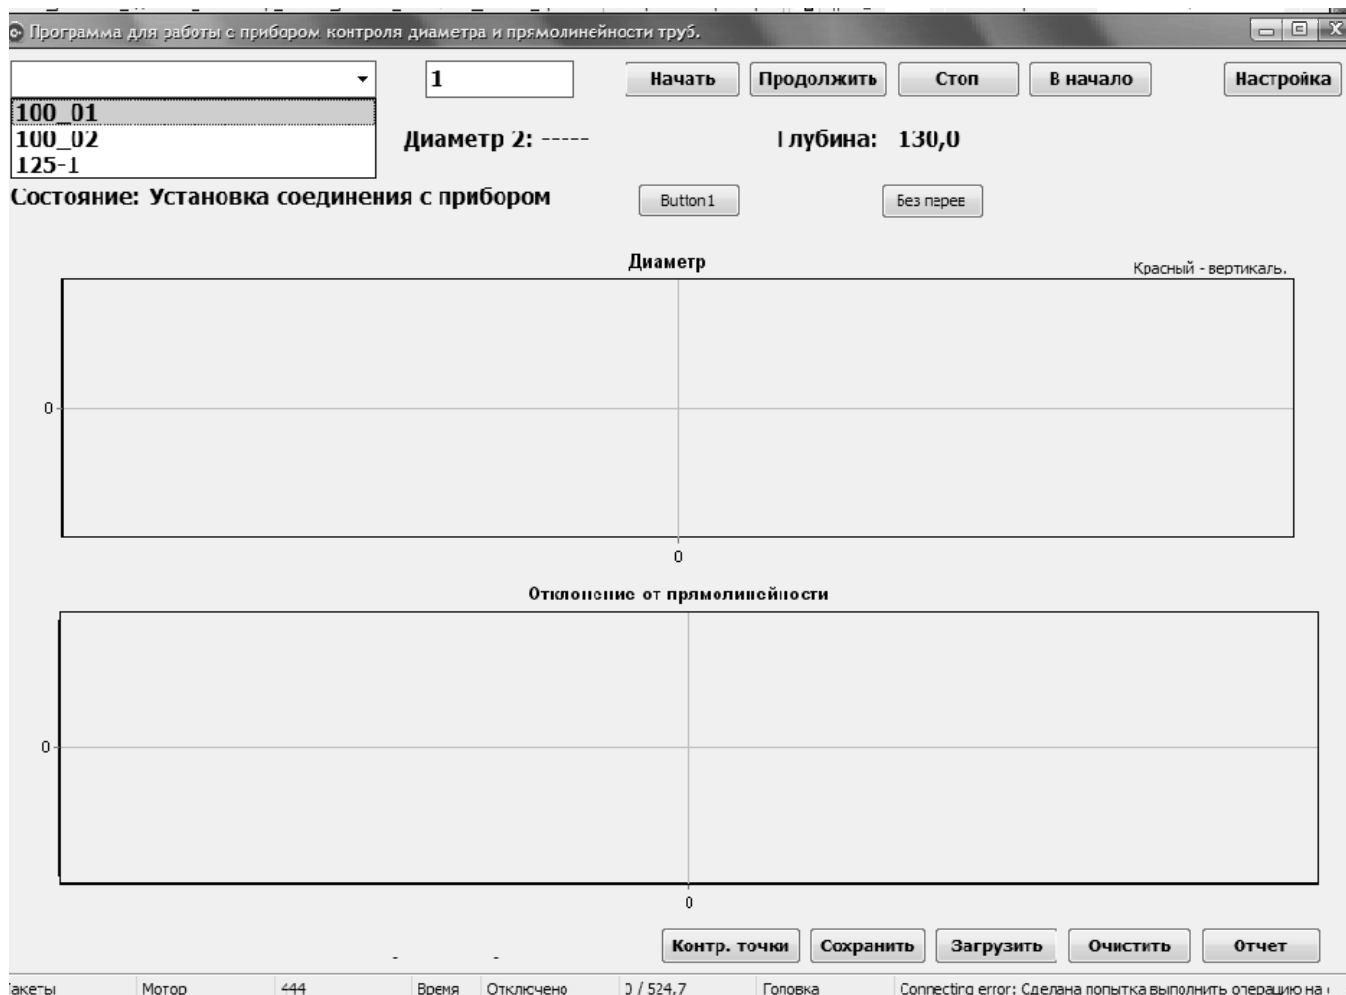 Программа для работы с прибором контроля диаметра и прямолинейности труб.
1 Начать Продолжить Стоп В начало Настройка
100_01
100_02
125-1
Диаметр 2: ----- Глубина: 130,0
Состояние: Установка соединения с прибором Button1 Без перев
Диаметр
Красный - вертикаль.
0
0
Отклонение от прямолинейности
0
0
Контр. точки Сохранить Загрузить Очистить Отчет
Мотор 444 Время Отключено 0 / 524,7 Головка Connecting error: Сделана попытка выполнить операцию на